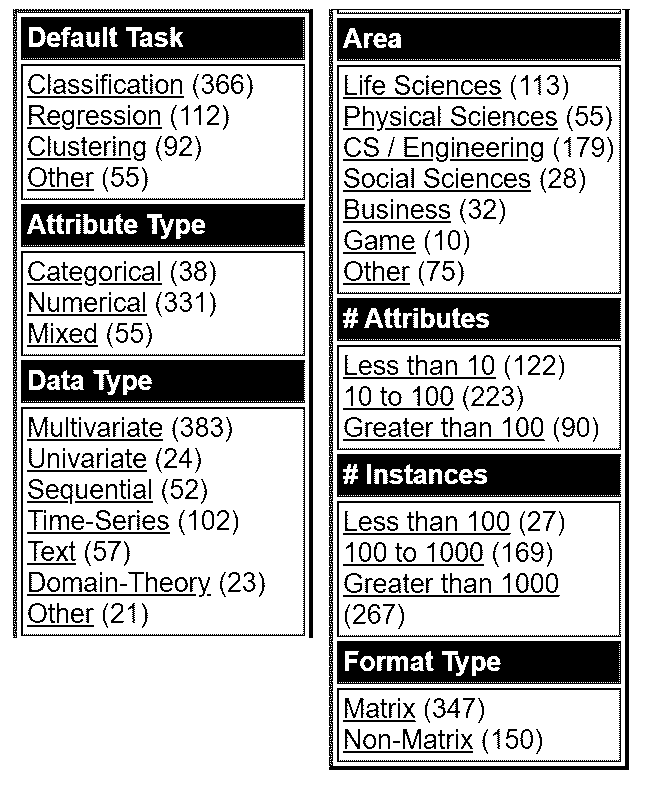 Default Task
Classification (366)
Regression (112)
Clustering (92)
Other (55)
Attribute Type
Categorical (38)
Numerical (331)
Mixed (55)
Data Type
Multivariate (383)
Univariate (24)
Sequential (52)
Time-Series (102)
Text (57)
Domain-Theory (23)
Other (21)
Area
Life Sciences (113)
Physical Sciences (55)
CS / Engineering (179)
Social Sciences (28)
Business (32)
Game (10)
Other (75)
# Attributes
Less than 10 (122)
10 to 100 (223)
Greater than 100 (90)
# Instances
Less than 100 (27)
100 to 1000 (169)
Greater than 1000
(267)
Format Type
Matrix (347)
Non-Matrix (150)